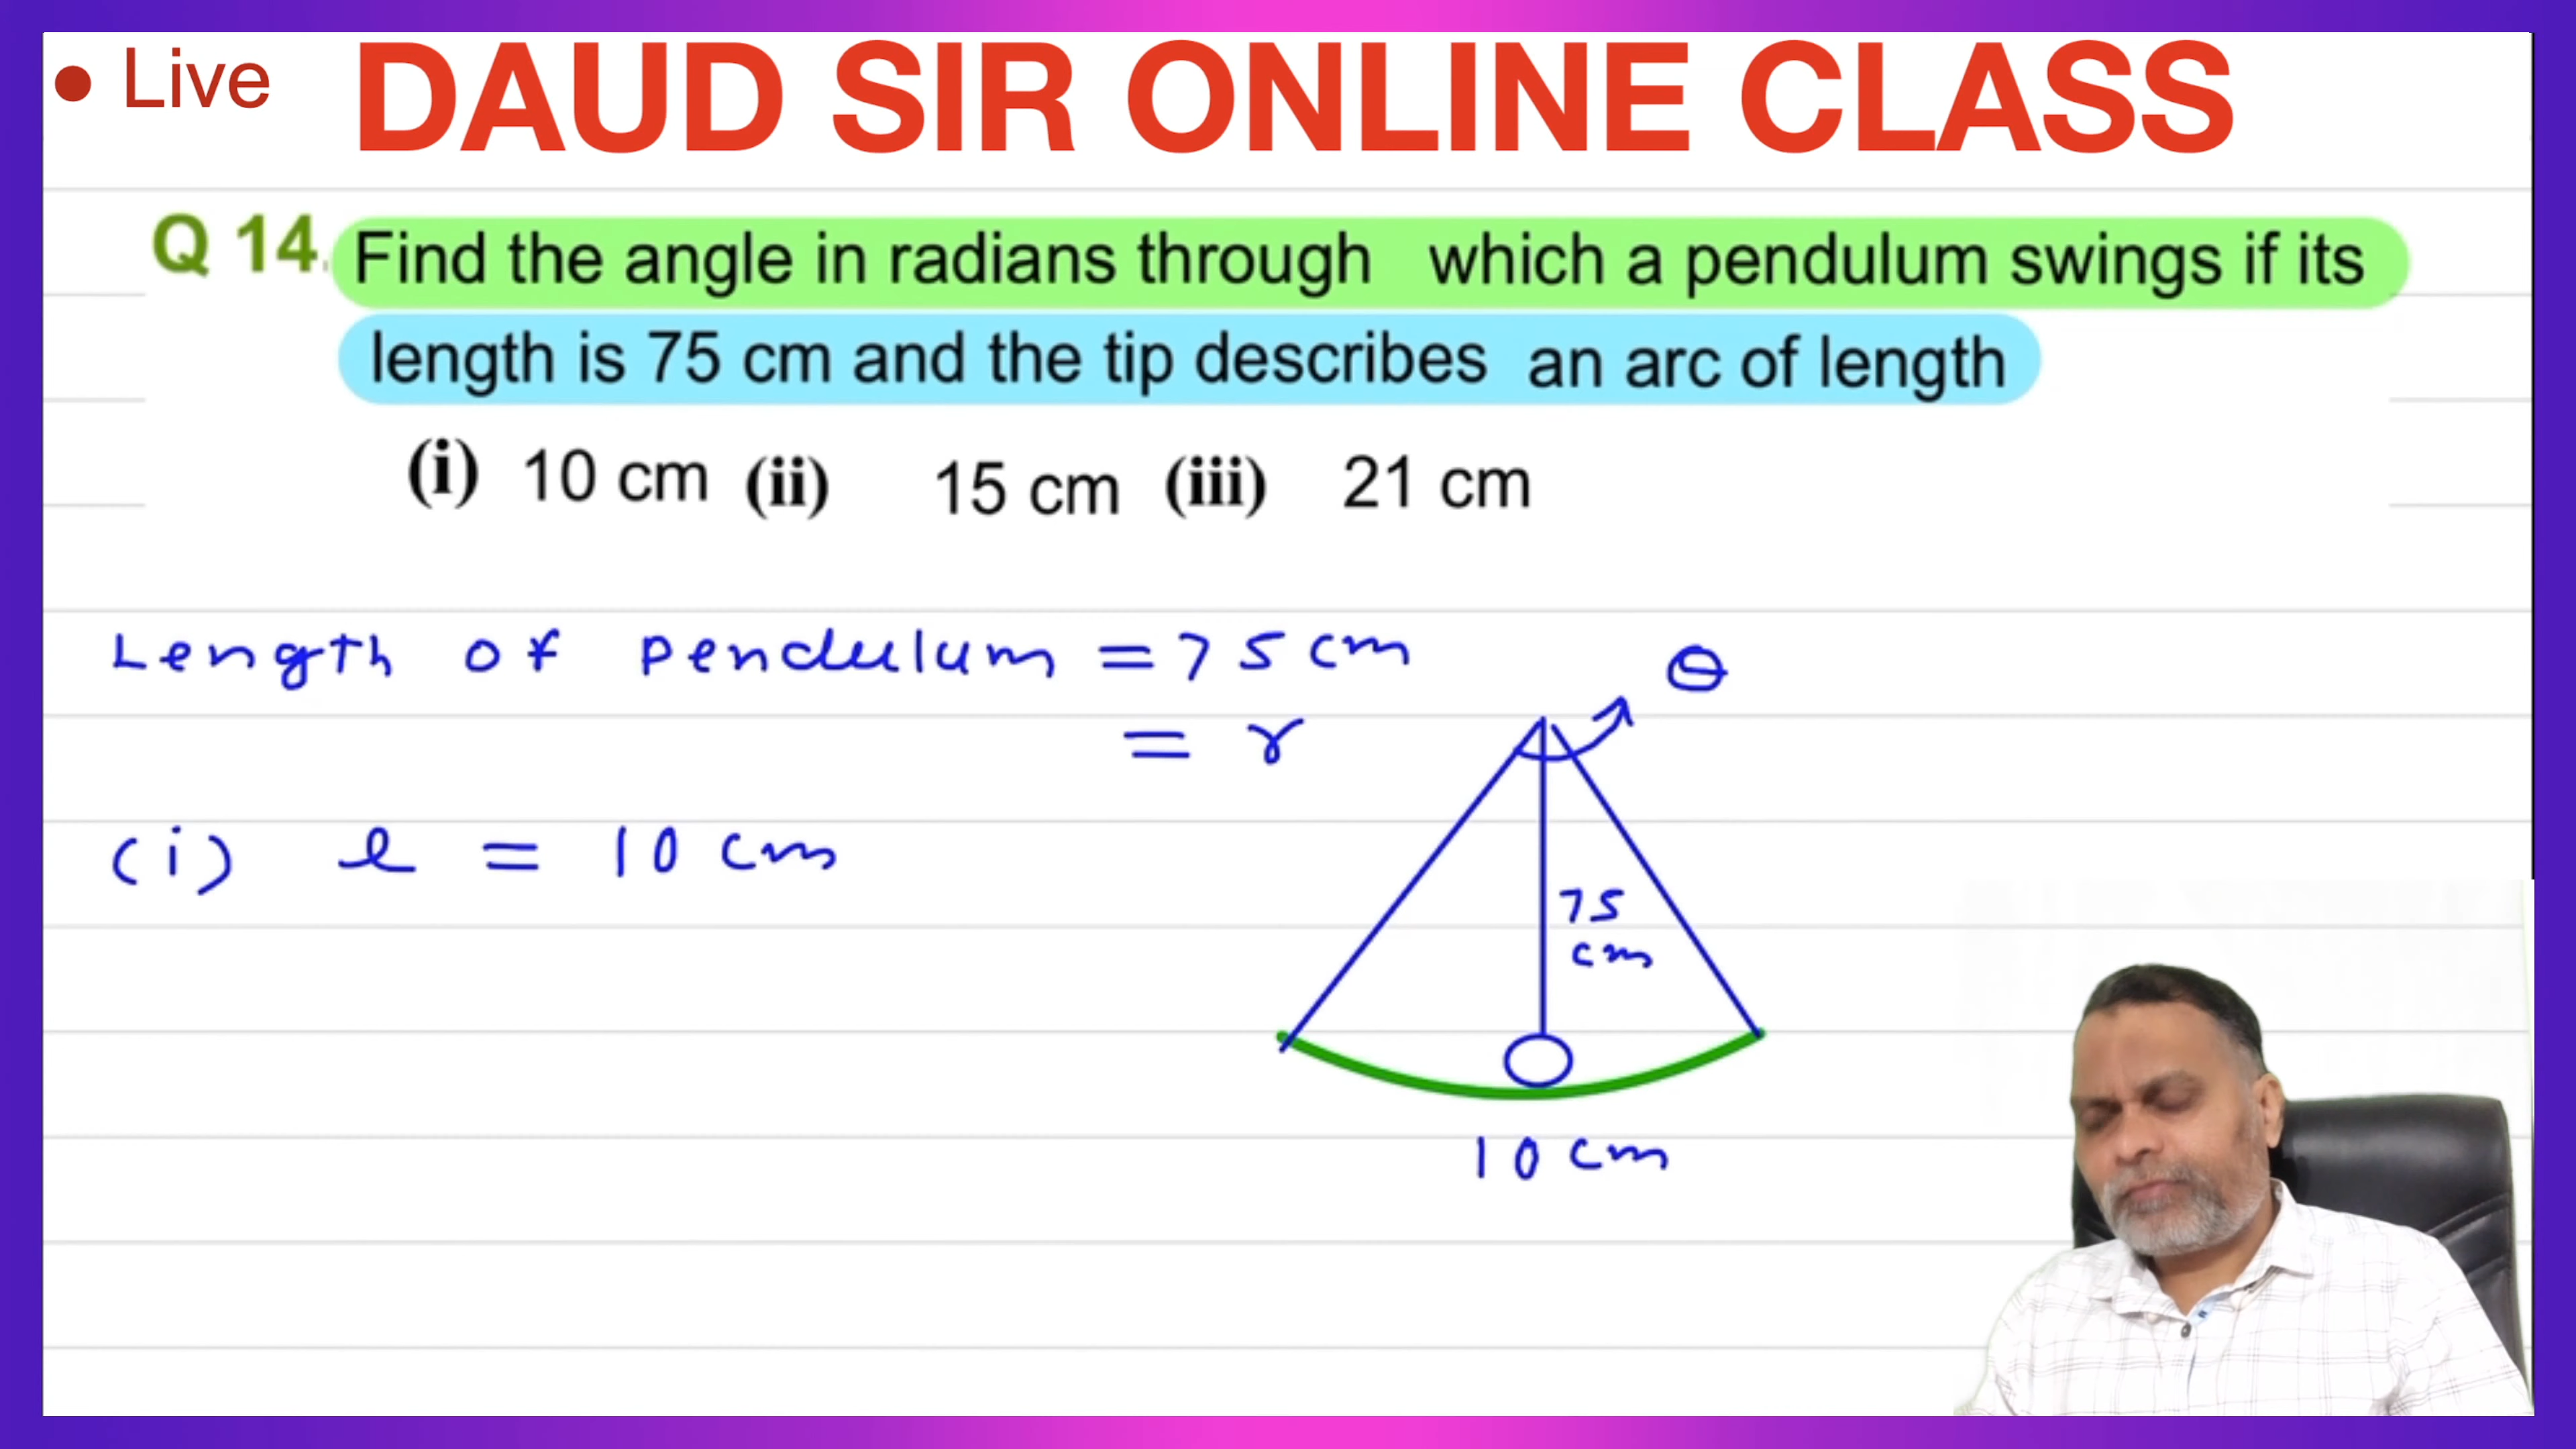 • Live DAUD SIR ONLINE CLASS
Q 14. Find the angle in radians through which a pendulum swings if its
length is 75 cm and the tip describes an arc of length
(i) 10 cm (ii) 15 cm (iii) 21 cm
Length of pendulum = 75 cm
= r
θ
(i) l = 10 cm
75
cm
10 cm